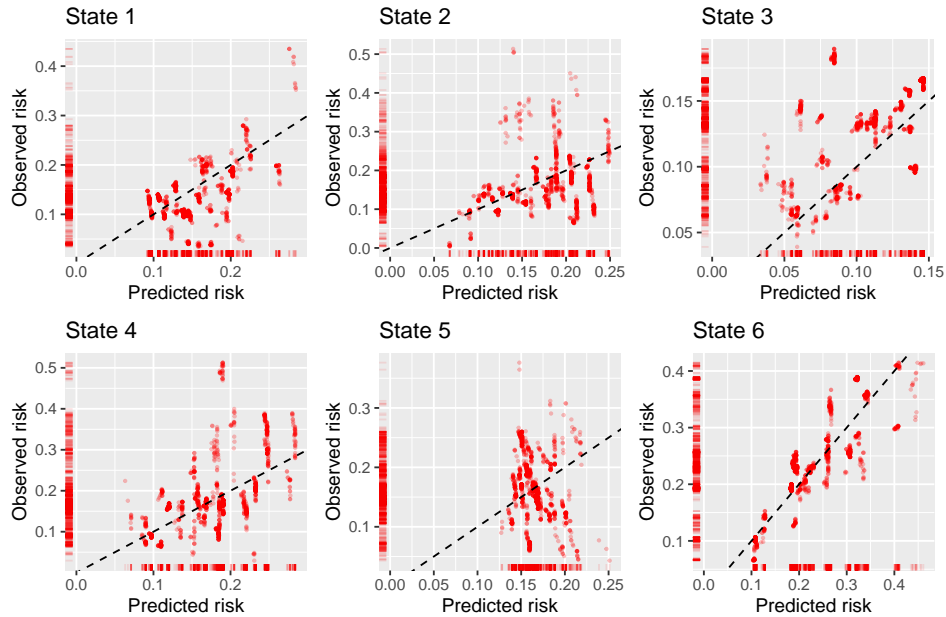 State 1
State 2
State 3
Observed risk
0.4
0.3
0.2
0.1
0.0
0.1
0.2
Predicted risk
Observed risk
0.5
0.4
0.3
0.2
0.1
0.0
0.00
0.05
0.10
0.15
0.20
0.25
Predicted risk
Observed risk
0.15
0.10
0.05
0.00
0.05
0.10
0.15
Predicted risk
State 4
State 5
State 6
Observed risk
0.5
0.4
0.3
0.2
0.1
0.0
0.1
0.2
Predicted risk
Observed risk
0.3
0.2
0.1
0.00
0.05
0.10
0.15
0.20
0.25
Predicted risk
Observed risk
0.4
0.3
0.2
0.1
0.0
0.1
0.2
0.3
0.4
Predicted risk